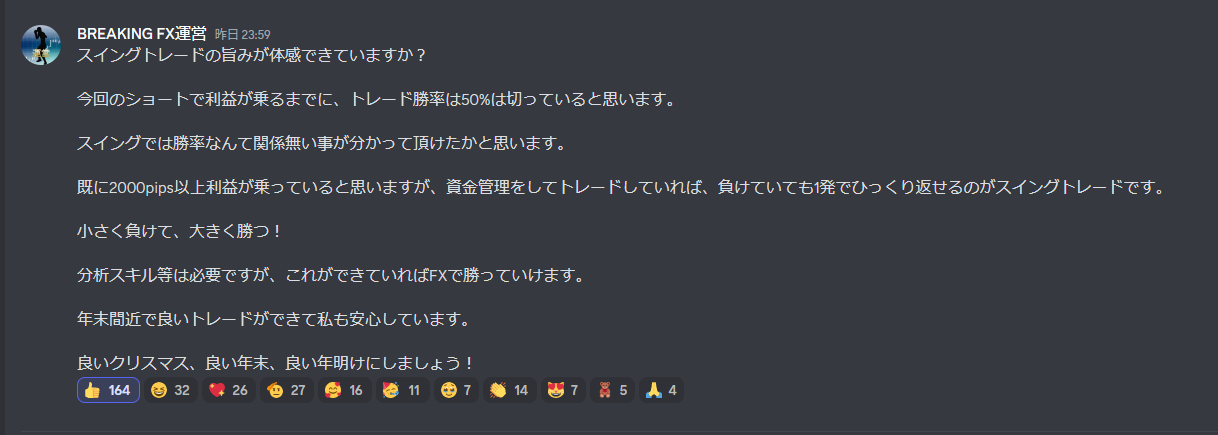 BREAKING FX運営 昨日 23:59
スイングトレードの旨みが体感できていますか？
今回のショートで利益が乗るまでに、トレード勝率は50%は切っていると思います。
スイングでは勝率なんて関係無い事が分かって頂けたかと思います。
既に2000pips以上利益が乗っていると思いますが、資金管理をしてトレードしていれば、負けていても1発でひっくり返せるのがスイングトレードです。
小さく負けて、大きく勝つ！
分析スキル等は必要ですが、これができていればFXで勝っていけます。
年末間近で良いトレードができて私も安心しています。
良いクリスマス、良い年末、良い年明けにしましょう！
164 32 26 27 16 11 7 14 7 5 4